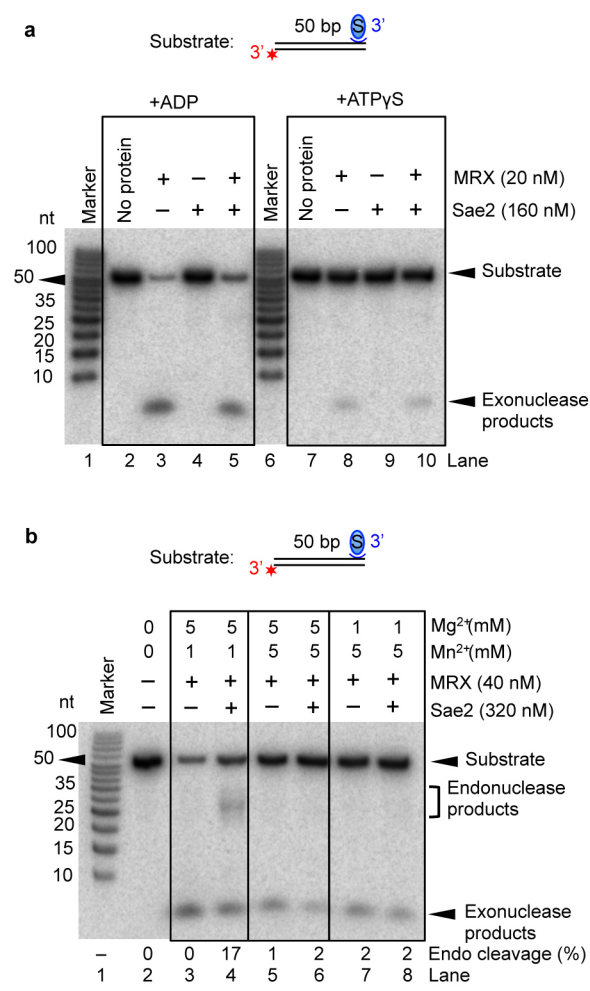 a
Substrate: 50 bp S 3’
3’
+ADP +ATPγS
Marker No protein + – + Marker No protein + – + MRX (20 nM)
nt – + + – + + Sae2 (160 nM)
100
50 Substrate
35
25
20
15
10
Exonuclease
products
1 2 3 4 5 6 7 8 9 10 Lane
b
Substrate: 50 bp S 3’
3’
0 5 5 5 5 1 1 Mg2+(mM)
0 1 1 5 5 5 5 Mn2+(mM)
Marker – + + + + + + MRX (40 nM)
nt – – + – + – + Sae2 (320 nM)
100
50 Substrate
35 Endonuclease
25 products
20
15
10
Exonuclease
products
– 0 0 17 1 2 2 2 Endo cleavage (%)
1 2 3 4 5 6 7 8 Lane